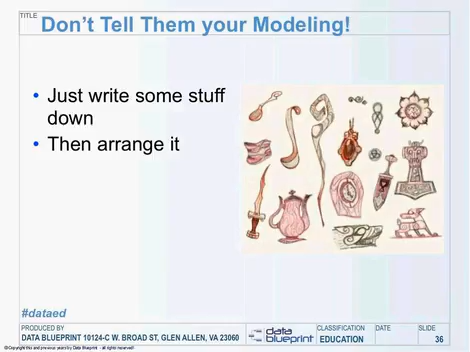 TITLE
Don't Tell Them your Modeling!
• Just write some stuff
down
• Then arrange it
#dataed
PRODUCED BY
CLASSIFICATION
DATE
SLIDE
DATA BLUEPRINT 10124-C W. BROAD ST, GLEN ALLEN, VA 23060
data
blueprint
EDUCATION
36
© Copyright this and previous years by Data Blueprint - all rights reserved!